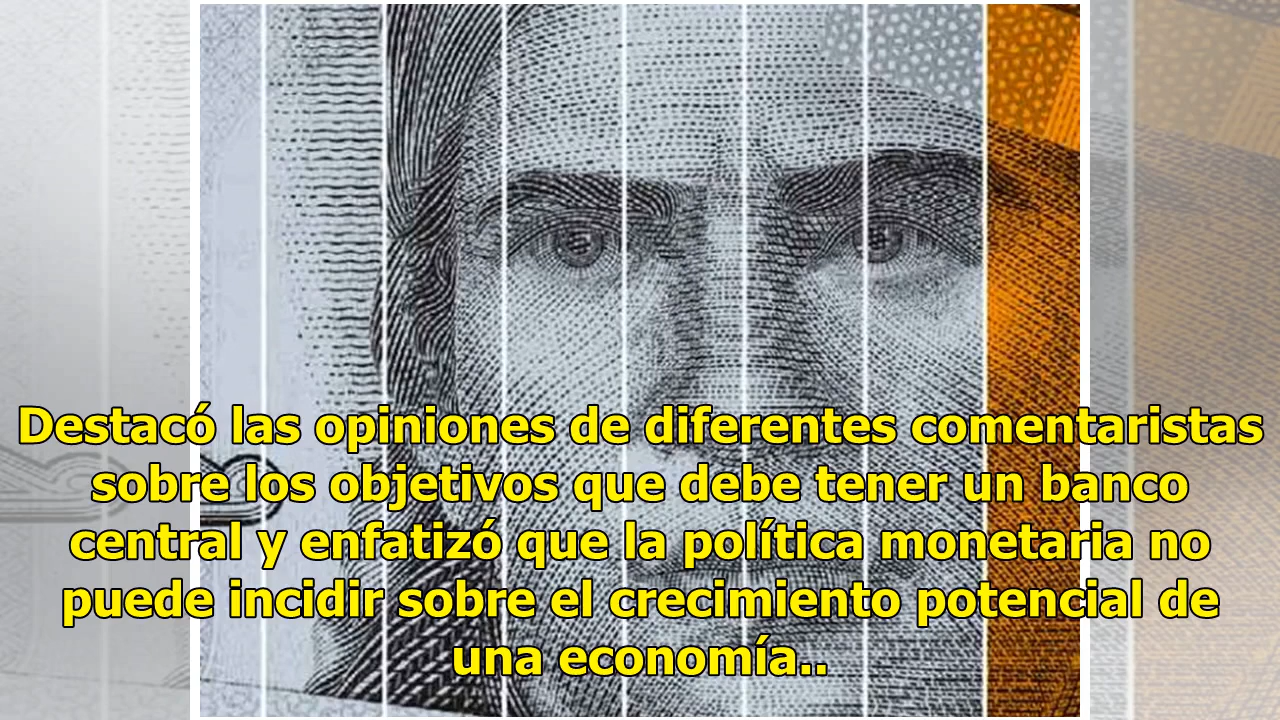 Destacó las opiniones de diferentes comentaristas
sobre los objetivos que debe tener un banco
central y enfatizó que la política monetaria no
puede incidir sobre el crecimiento potencial de
una economía..